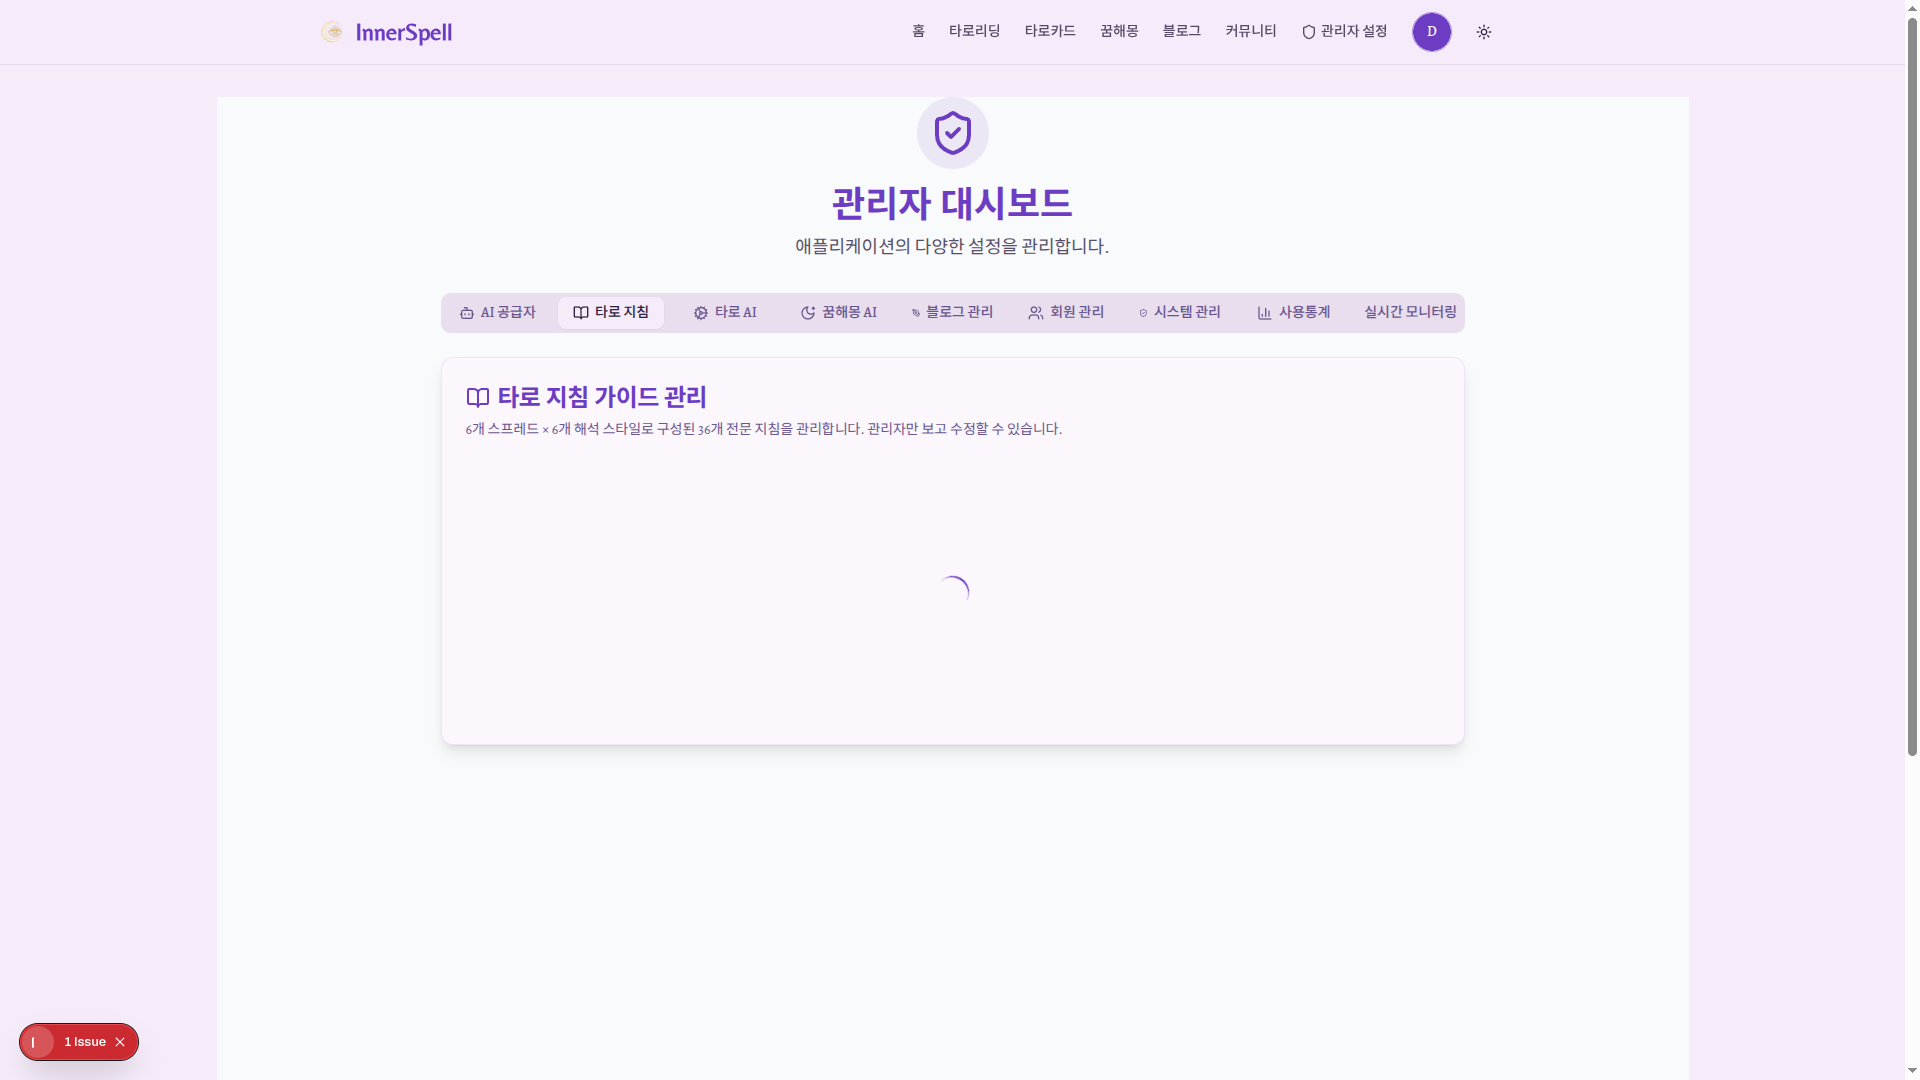 InnerSpell
홈 타로리딩 타로카드 꿈해몽 블로그 커뮤니티 관리자 설정 D
관리자 대시보드
애플리케이션의 다양한 설정을 관리합니다.
AI 공급자 타로 지침 타로 AI 꿈해몽 AI 블로그 관리 회원 관리 시스템 관리 사용통계 실시간 모니터링
타로 지침 가이드 관리
6개 스프레드 × 6개 해석 스타일로 구성된 36개 전문 지침을 관리합니다. 관리자만 보고 수정할 수 있습니다.
1 Issue